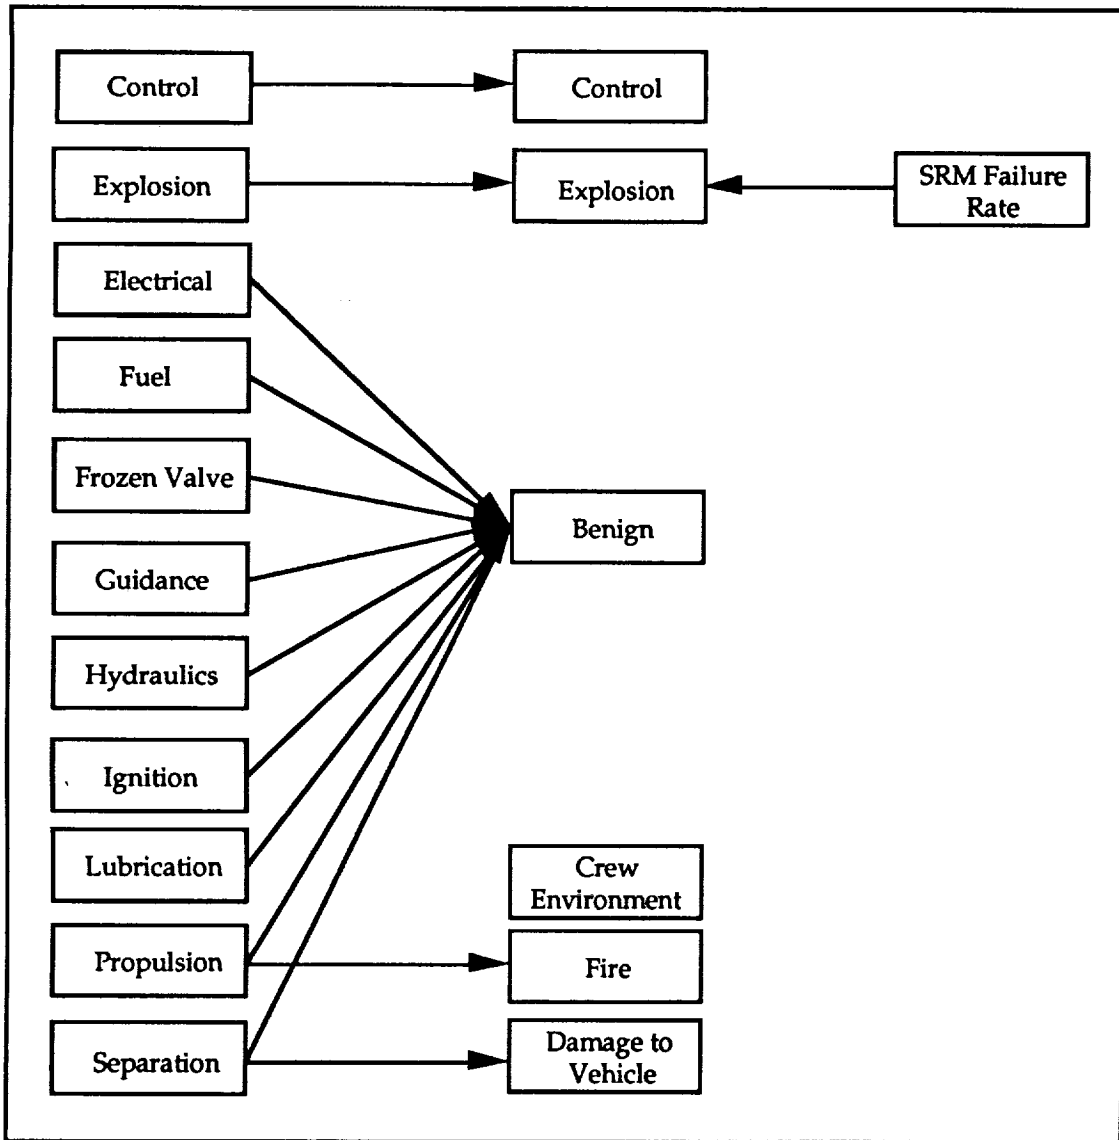 Control
Control
Explosion
Explosion
SRM Failure
Rate
Electrical
Fuel
Frozen Valve
Benign
Guidance
Hydraulics
Ignition
Lubrication
Crew
Environment
Propulsion
Fire
Separation
Damage to
Vehicle